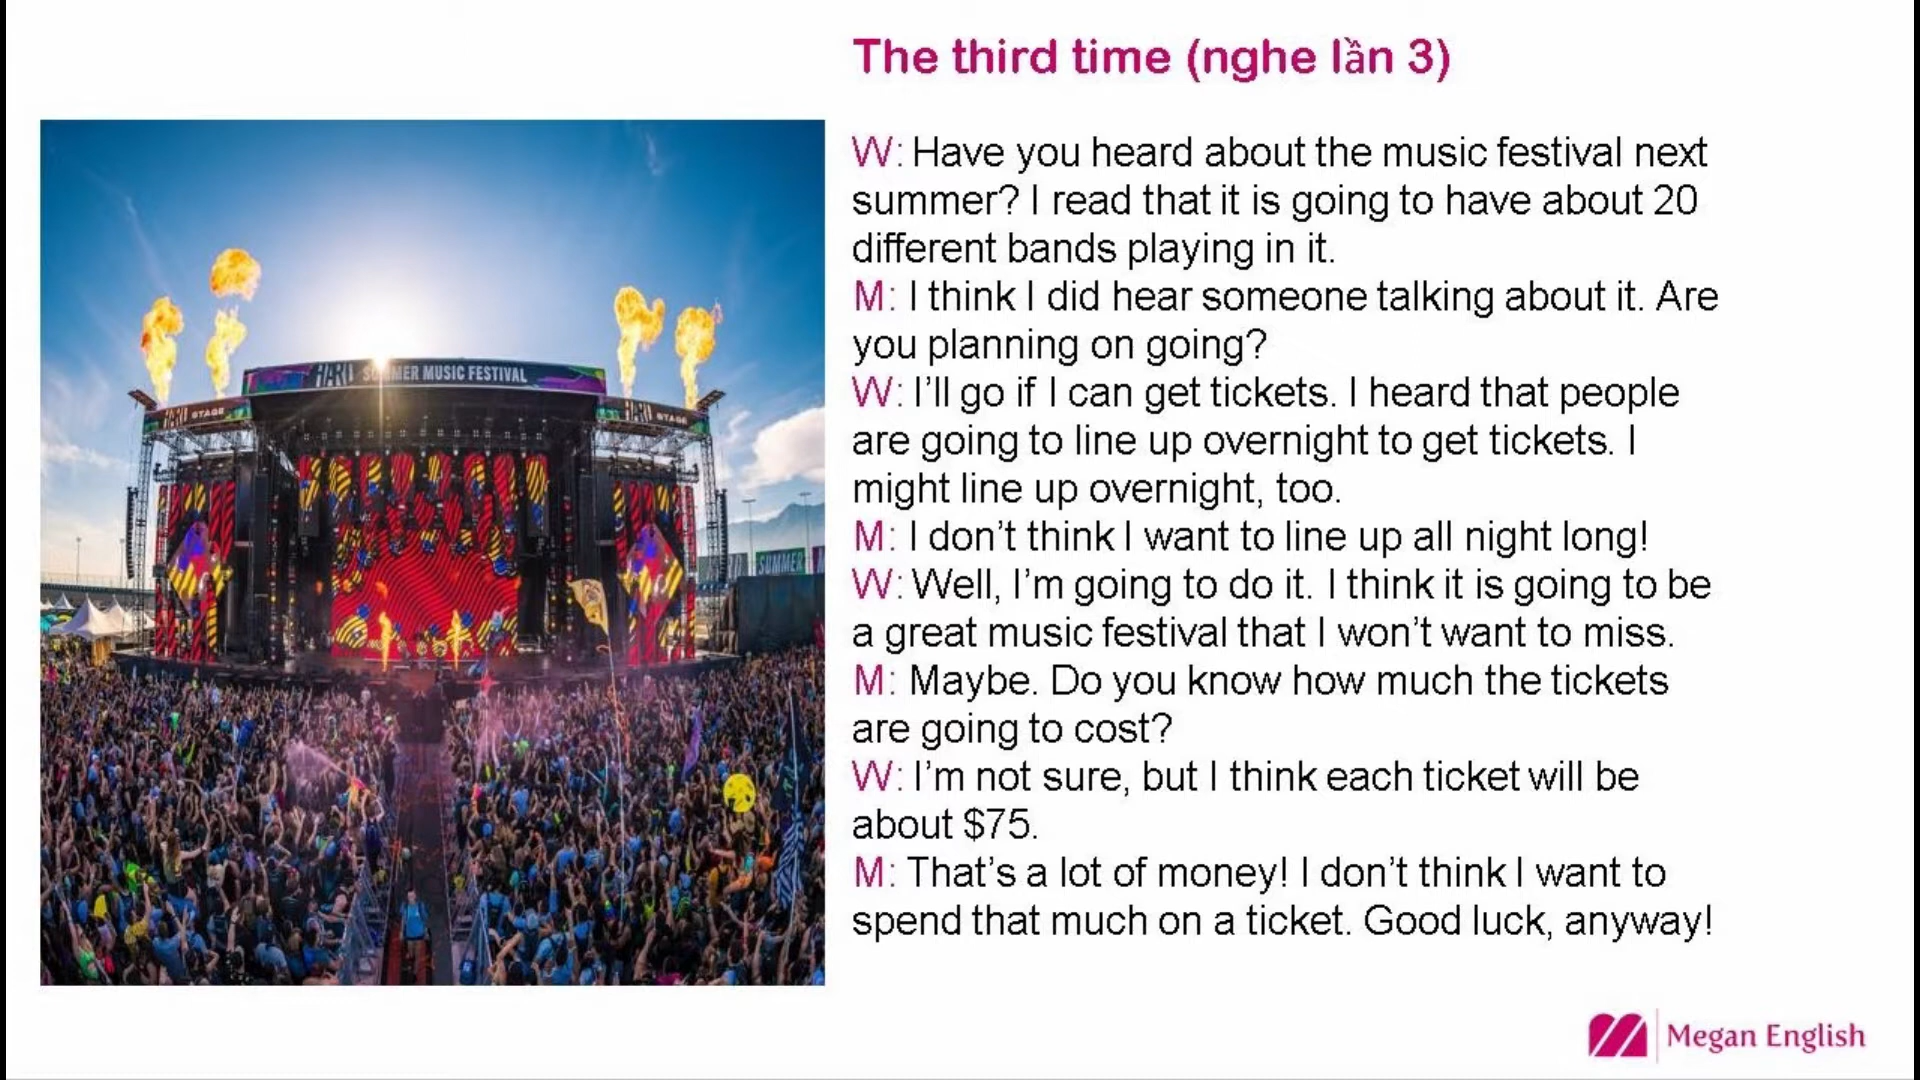 The third time (nghe lần 3)
W: Have you heard about the music festival next
summer? I read that it is going to have about 20
different bands playing in it.
M: I think I did hear someone talking about it. Are
you planning on going?
W: I'll go if I can get tickets. I heard that people
are going to line up overnight to get tickets. I
might line up overnight, too.
M: I don't think I want to line up all night long!
W: Well, I'm going to do it. I think it is going to be
a great music festival that I won't want to miss.
M: Maybe. Do you know how much the tickets
are going to cost?
W: I'm not sure, but I think each ticket will be
about $75.
M: That's a lot of money! I don't think I want to
spend that much on a ticket. Good luck, anyway!
HARD SUMMER MUSIC FESTIVAL
HARD STAGE
HARD STAGE
SUMMER
Megan English